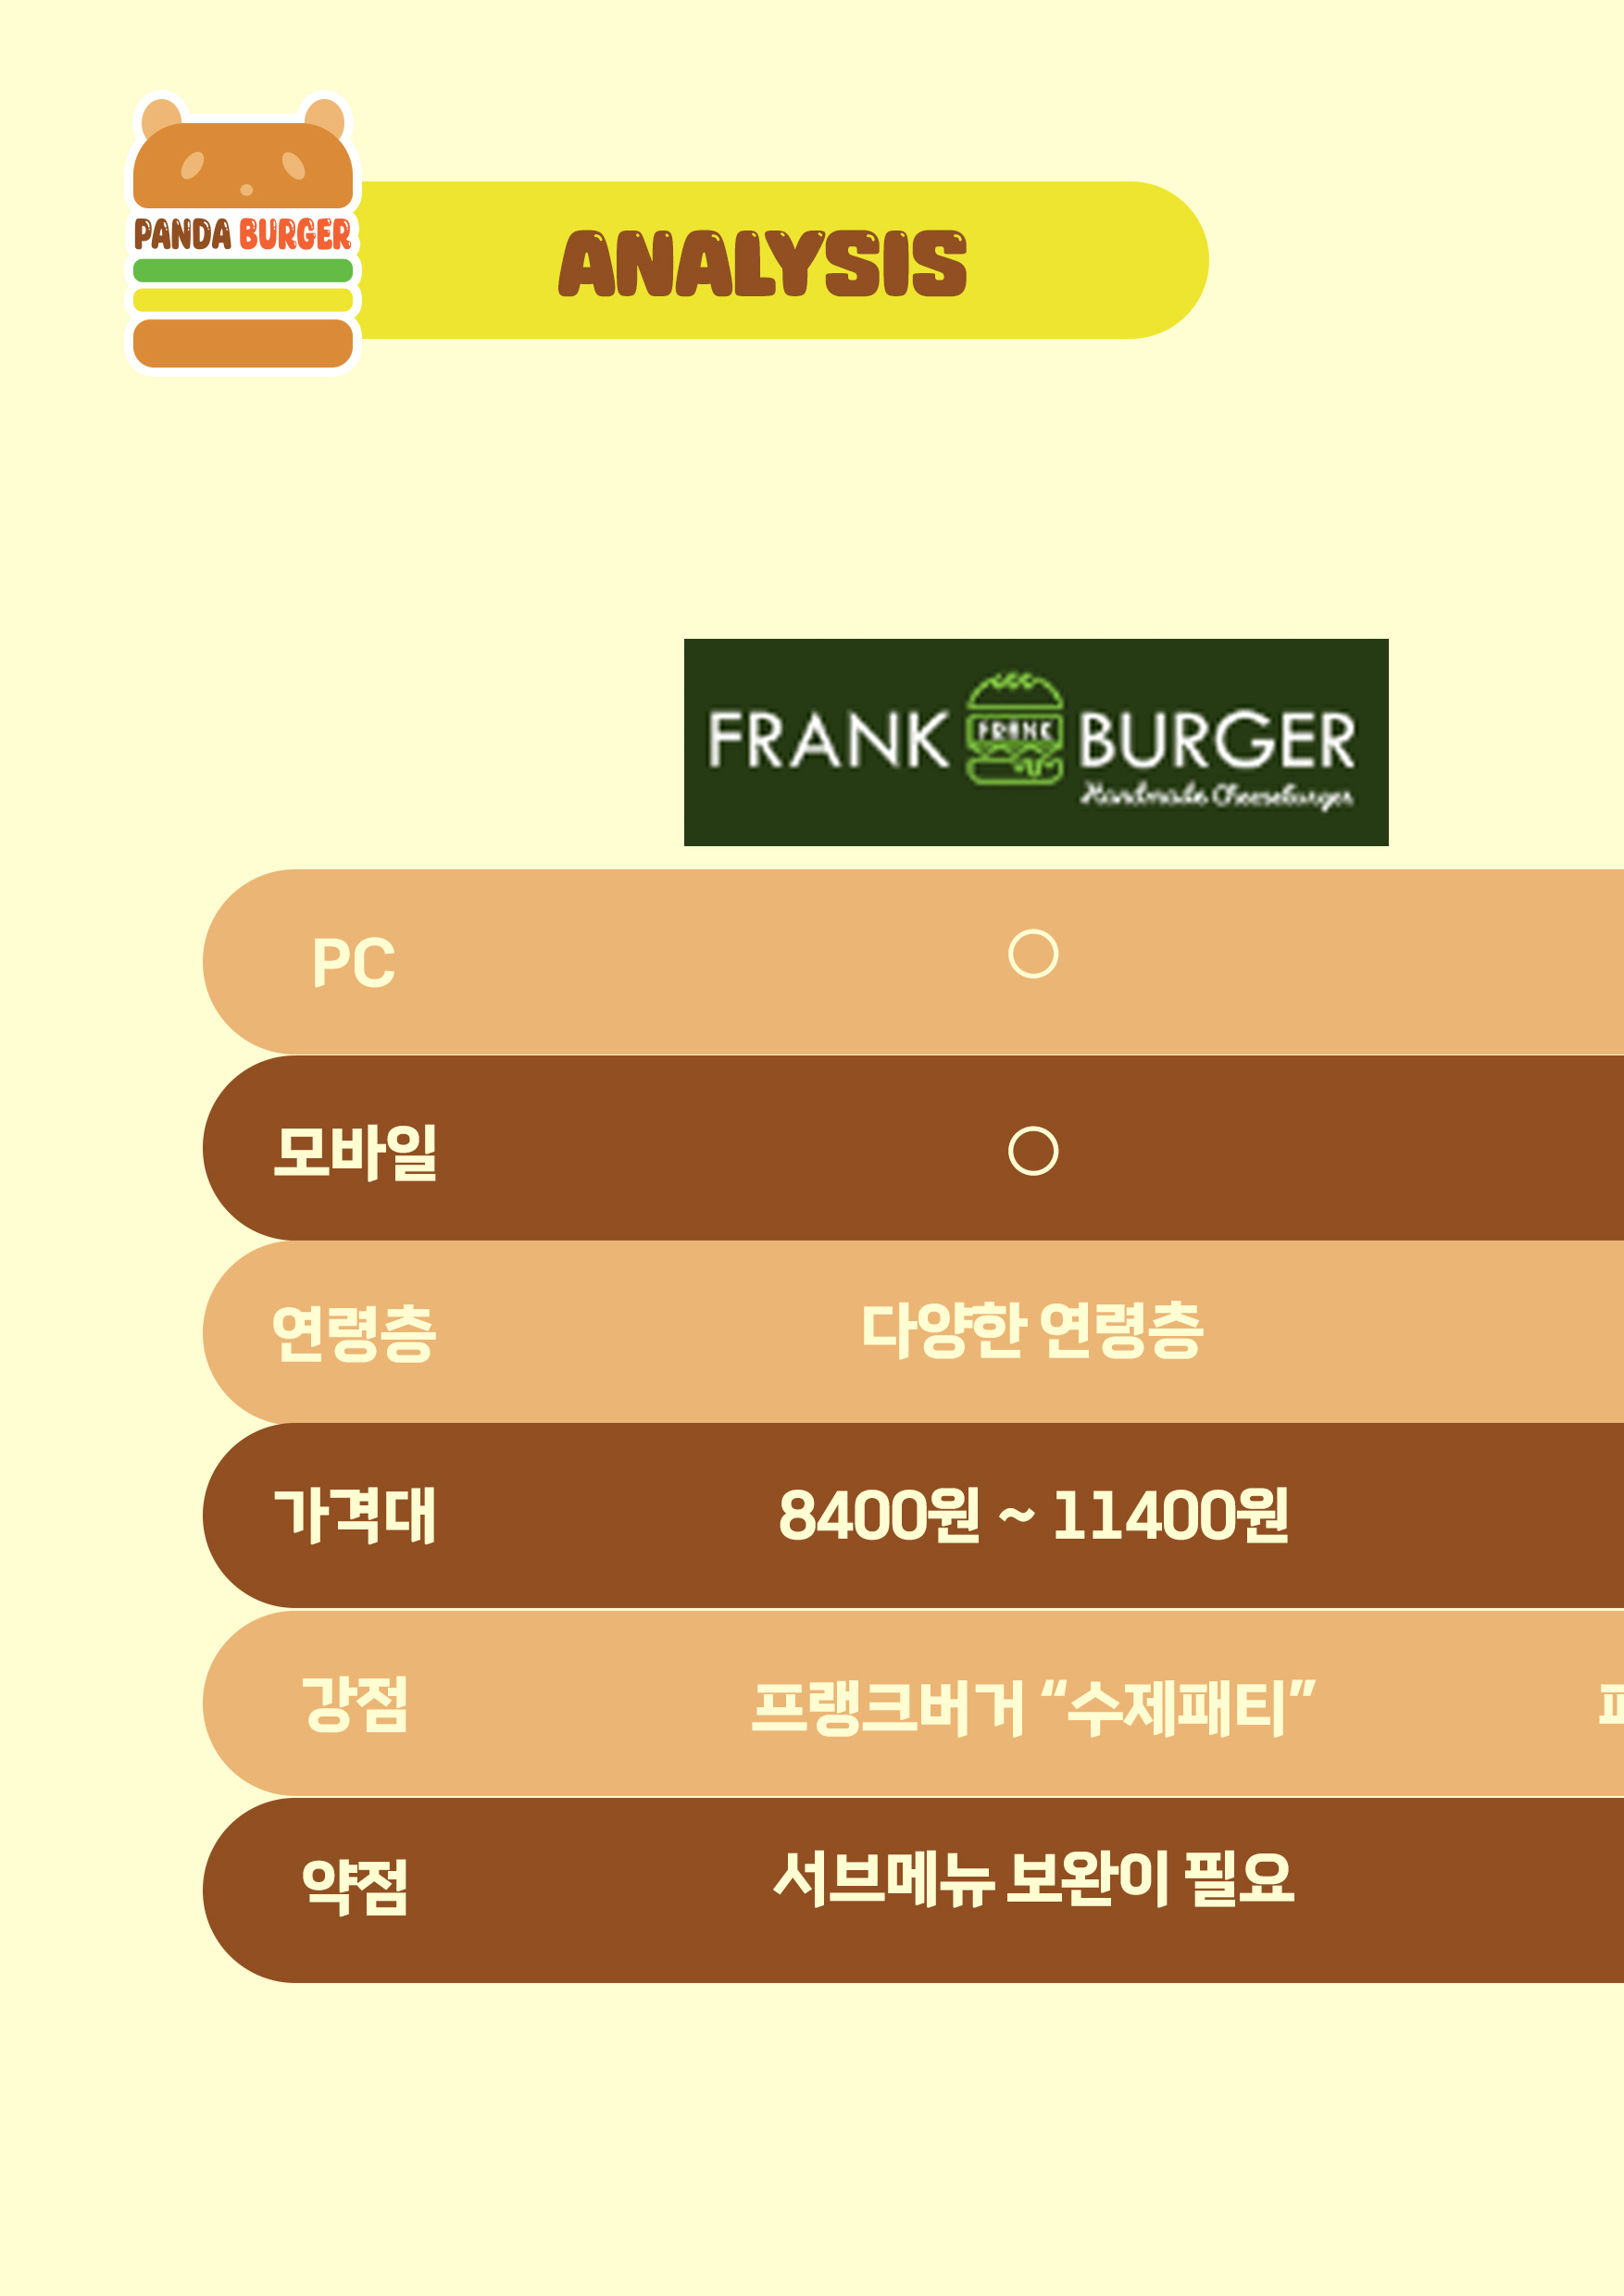 PANDA BURGER
ANALYSIS
FRANK FRANK BURGER
Handmade Cheeseburger
PC ○
모바일 ○
연령층 다양한 연령층
가격대 8400원 ~ 11400원
강점 프랭크버거 “수제패티”
약점 서브메뉴 보완이 필요